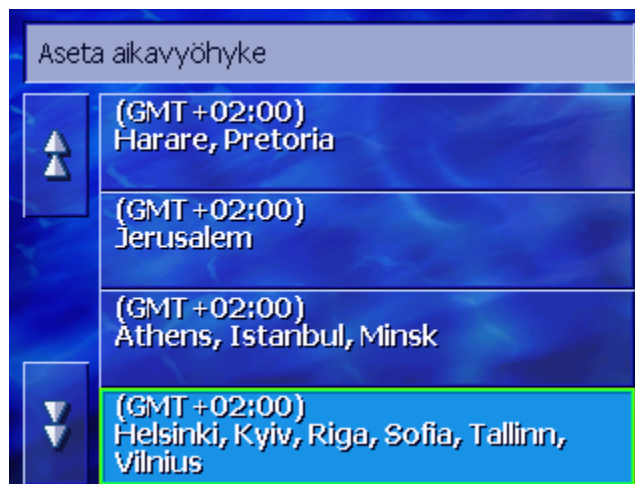 Aseta aikavyöhyke
(GMT+02:00)
Harare, Pretoria
(GMT+02:00)
Jerusalem
(GMT+02:00)
Athens, Istanbul, Minsk
(GMT+02:00)
Helsinki, Kyiv, Riga, Sofia, Tallinn,
Vilnius